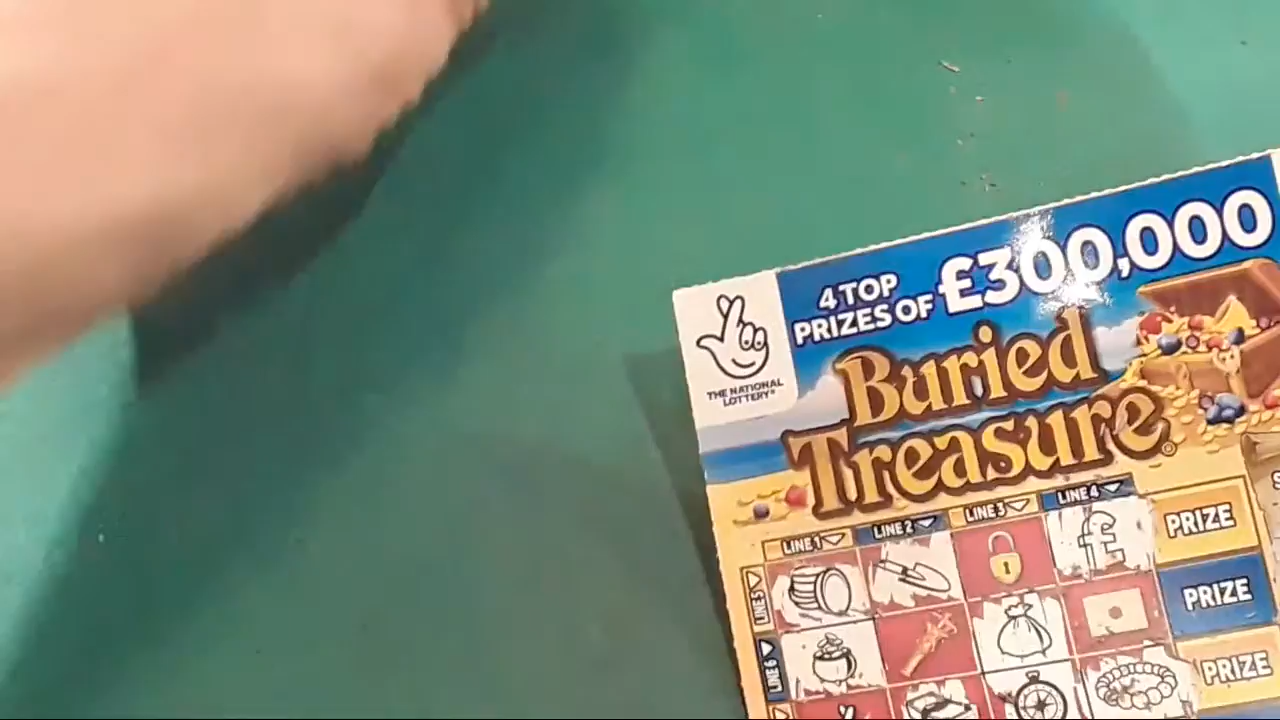 4 TOP
PRIZES OF £300,000
THE NATIONAL
LOTTERY®
Buried
Treasure®
LINE 1 LINE 2 LINE 3 LINE 4
LINE 5
LINE 6
£
PRIZE
PRIZE
PRIZE